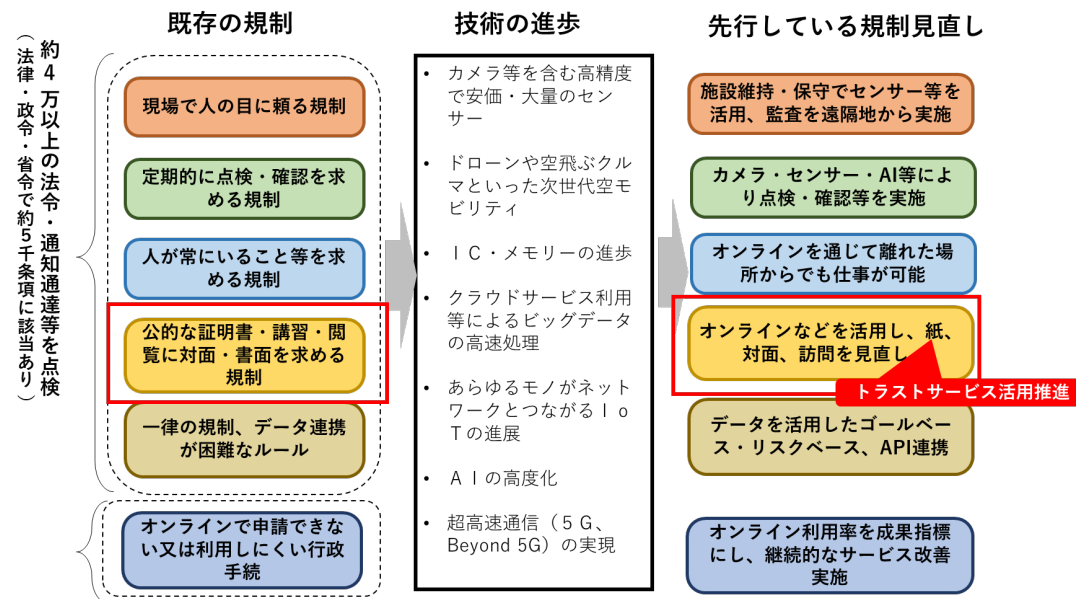 既存の規制
技術の進歩
先行している規制見直し
約４万以上の法令・通知通達等を点検
（法律・政令・省令で約５千条項に該当あり）
現場で人の目に頼る規制
定期的に点検・確認を求
める規制
人が常にいること等を求
める規制
公的な証明書・講習・閲
覧に対面・書面を求める
規制
一律の規制、データ連携
が困難なルール
オンラインで申請できな
い又は利用しにくい行政
手続
• カメラ等を含む高精度
で安価・大量のセン
サー
• ドローンや空飛ぶクル
マといった次世代空モ
ビリティ
• ＩＣ・メモリーの進歩
• クラウドサービス利用
等によるビッグデータ
の高速処理
• あらゆるモノがネット
ワークとつながるＩｏ
Ｔの進展
• ＡＩの高度化
• 超高速通信（５Ｇ、
Beyond 5G）の実現
施設維持・保守でセンサー等を
活用、監査を遠隔地から実施
カメラ・センサー・AI等によ
り点検・確認等を実施
オンラインを通じて離れた場
所からでも仕事が可能
オンラインなどを活用し、紙、
対面、訪問を見直し
トラストサービス活用推進
データを活用したゴールベー
ス・リスクベース、API連携
オンライン利用率を成果指標
にし、継続的なサービス改善
実施